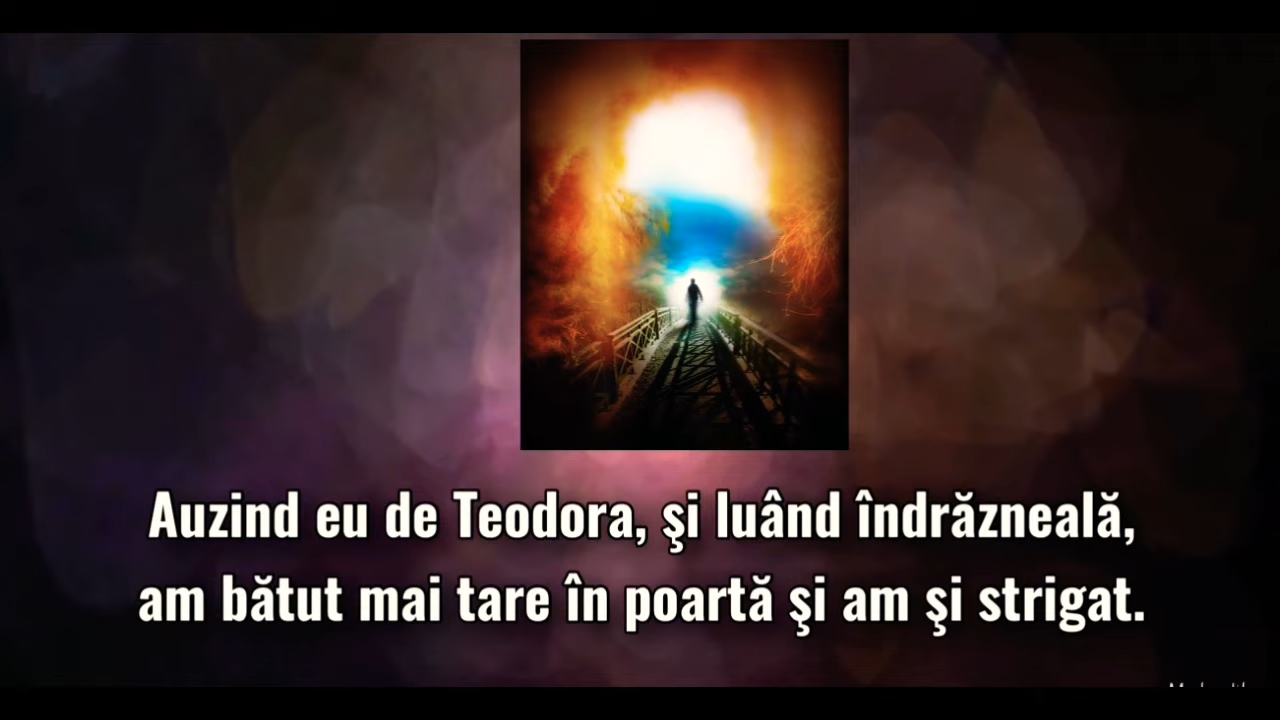 Auzind eu de Teodora, şi luând îndrăzneală,
am bătut mai tare în poartă şi am şi strigat.